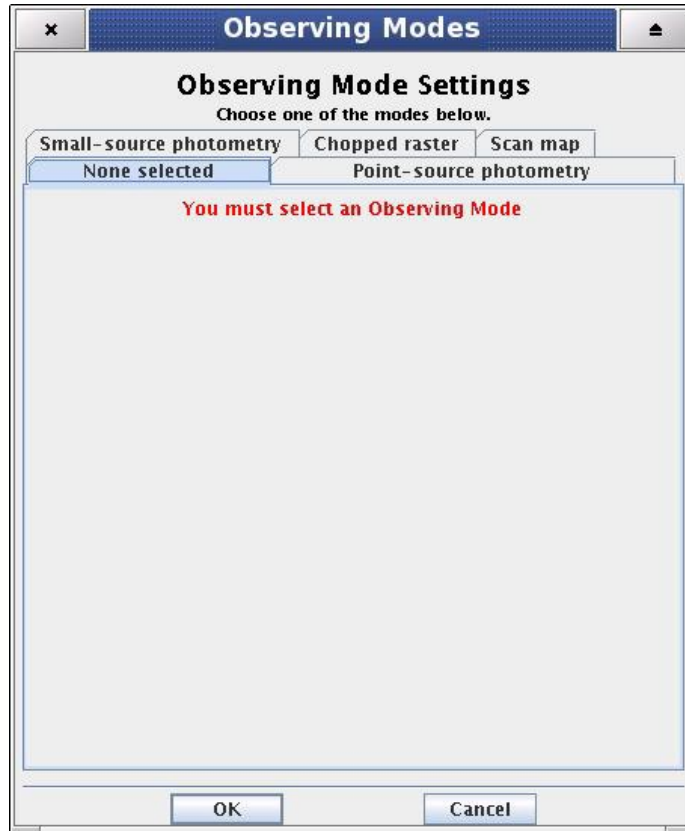 Observing Modes
Observing Mode Settings
Choose one of the modes below.
Small-source photometry Chopped raster Scan map
None selected Point-source photometry
You must select an Observing Mode
OK Cancel